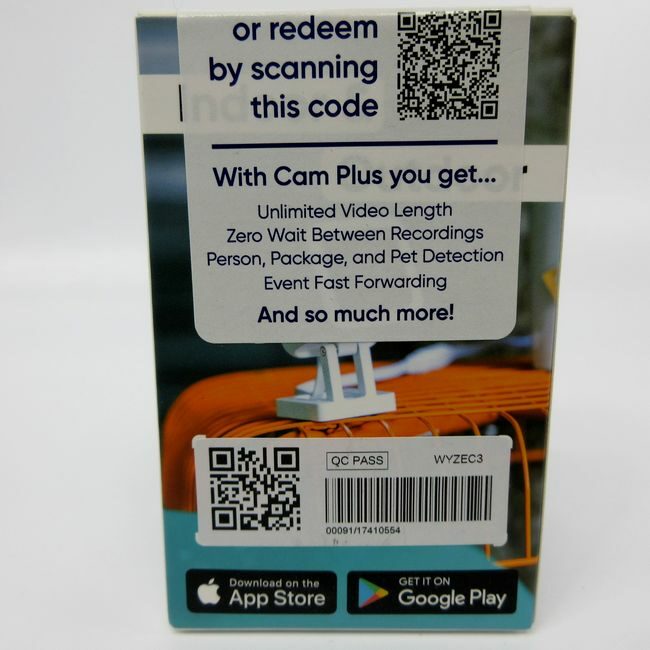 or redeem
by scanning
this code
With Cam Plus you get...
Unlimited Video Length
Zero Wait Between Recordings
Person, Package, and Pet Detection
Event Fast Forwarding
And so much more!
QC PASS
WYZEC3
00091/17410554
Download on the
App Store
GET IT ON
Google Play